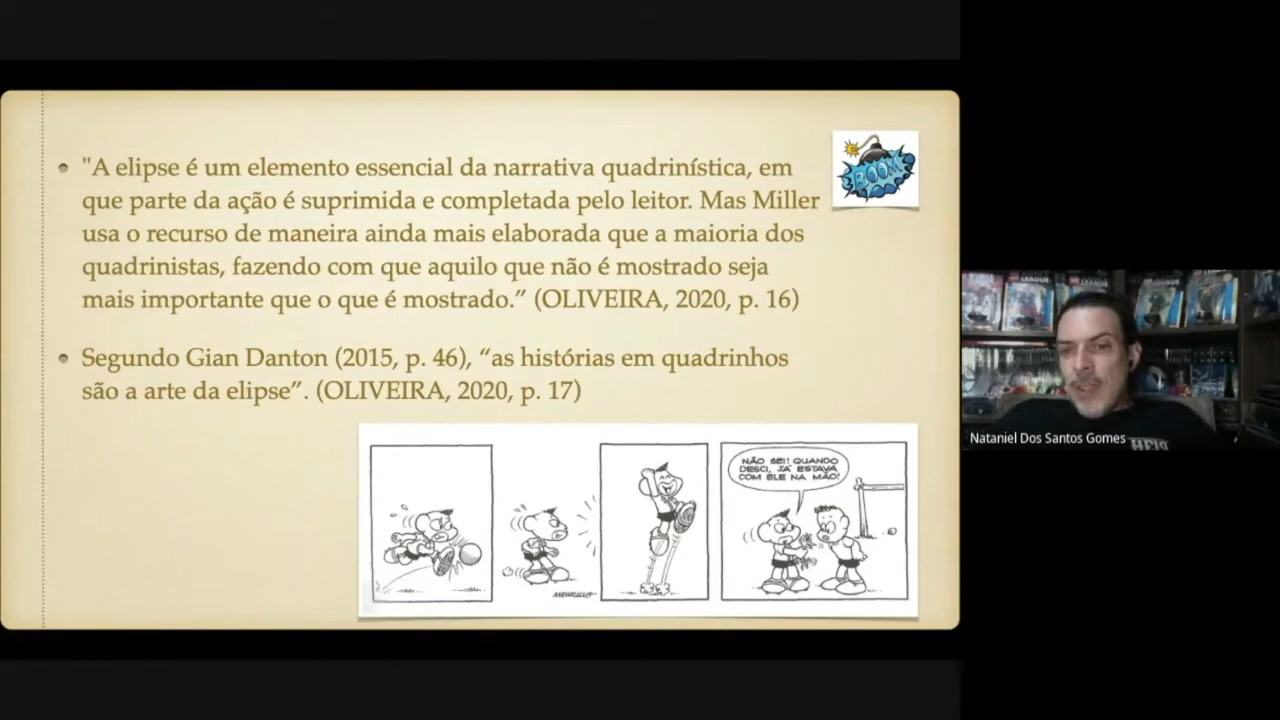 "A elipse é um elemento essencial da narrativa quadrinística, em
que parte da ação é suprimida e completada pelo leitor. Mas Miller
usa o recurso de maneira ainda mais elaborada que a maioria dos
quadrinistas, fazendo com que aquilo que não é mostrado seja
mais importante que o que é mostrado.” (OLIVEIRA, 2020, p. 16)
BOOM
Segundo Gian Danton (2015, p. 46), “as histórias em quadrinhos
são a arte da elipse”. (OLIVEIRA, 2020, p. 17)
NÃO SEI! QUANDO
DESCI, JÁ ESTAVA
COM ELE NA MÃO!
Nataniel Dos Santos Gomes